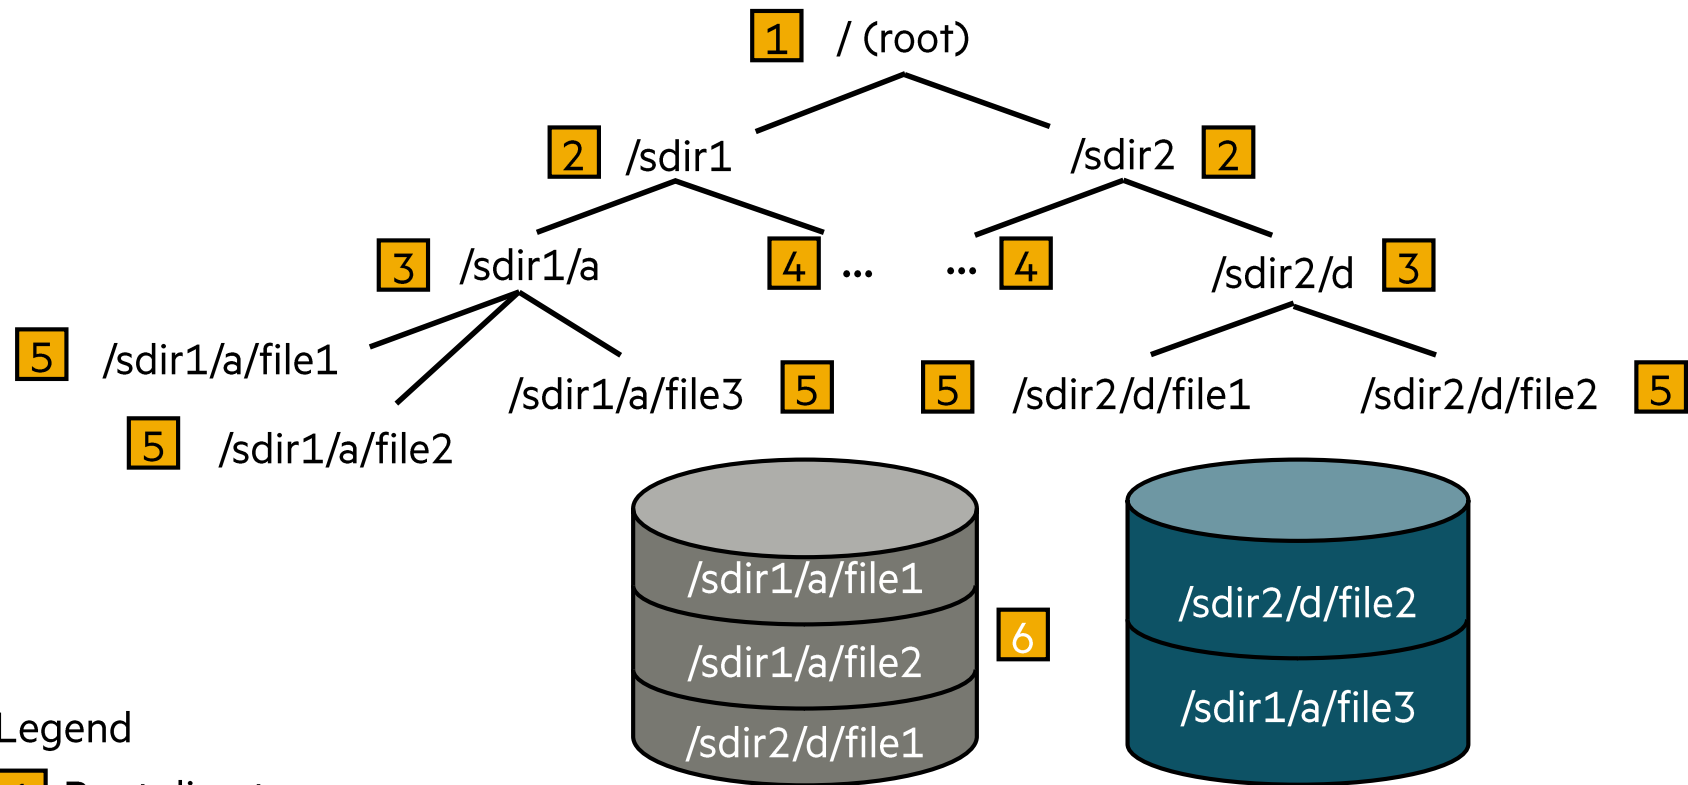 1 / (root)
2 /sdir1 /sdir2 2
3 /sdir1/a 4 ... ... 4 /sdir2/d 3
5 /sdir1/a/file1
/sdir1/a/file3 5 5 /sdir2/d/file1 /sdir2/d/file2 5
5 /sdir1/a/file2
/sdir1/a/file1
/sdir2/d/file2
6
/sdir1/a/file2
/sdir1/a/file3
/sdir2/d/file1
Legend